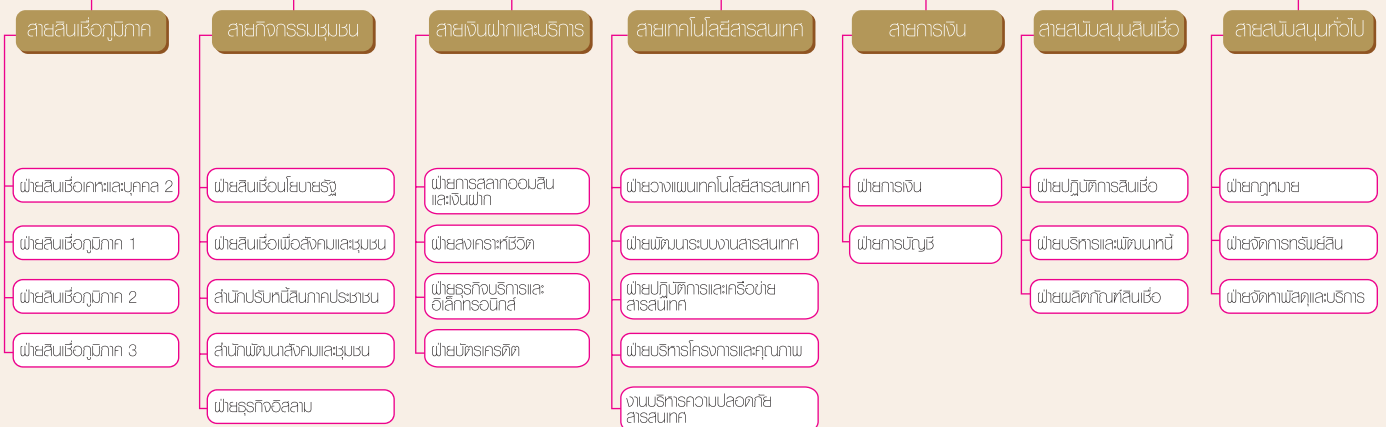 สายสินเชื่อภูมิภาค
ฝ่ายสินเชื่อเคหะและบุคคล 2
ฝ่ายสินเชื่อภูมิภาค 1
ฝ่ายสินเชื่อภูมิภาค 2
ฝ่ายสินเชื่อภูมิภาค 3
สายกิจกรรมชุมชน
ฝ่ายสินเชื่อนโยบายรัฐ
ฝ่ายสินเชื่อเพื่อสังคมและชุมชน
สำนักปรับหนี้สินภาคประชาชน
สำนักพัฒนาสังคมและชุมชน
ฝ่ายธุรกิจอิสลาม
สายเงินฝากและบริการ
ฝ่ายการสลากออมสิน
และเงินฝาก
ฝ่ายสงเคราะห์ชีวิต
ฝ่ายธุรกิจบริการและ
อิเล็กทรอนิกส์
ฝ่ายบัตรเครดิต
สายเทคโนโลยีสารสนเทศ
ฝ่ายวางแผนเทคโนโลยีสารสนเทศ
ฝ่ายพัฒนาระบบงานสารสนเทศ
ฝ่ายปฏิบัติการและเครือข่าย
สารสนเทศ
ฝ่ายบริหารโครงการและคุณภาพ
งานบริหารความปลอดภัย
สารสนเทศ
สายการเงิน
ฝ่ายการเงิน
ฝ่ายการบัญชี
สายสนับสนุนสินเชื่อ
ฝ่ายปฏิบัติการสินเชื่อ
ฝ่ายบริหารและพัฒนาหนี้
ฝ่ายผลิตภัณฑ์สินเชื่อ
สายสนับสนุนทั่วไป
ฝ่ายกฎหมาย
ฝ่ายจัดการทรัพย์สิน
ฝ่ายจัดหาพัสดุและบริการ